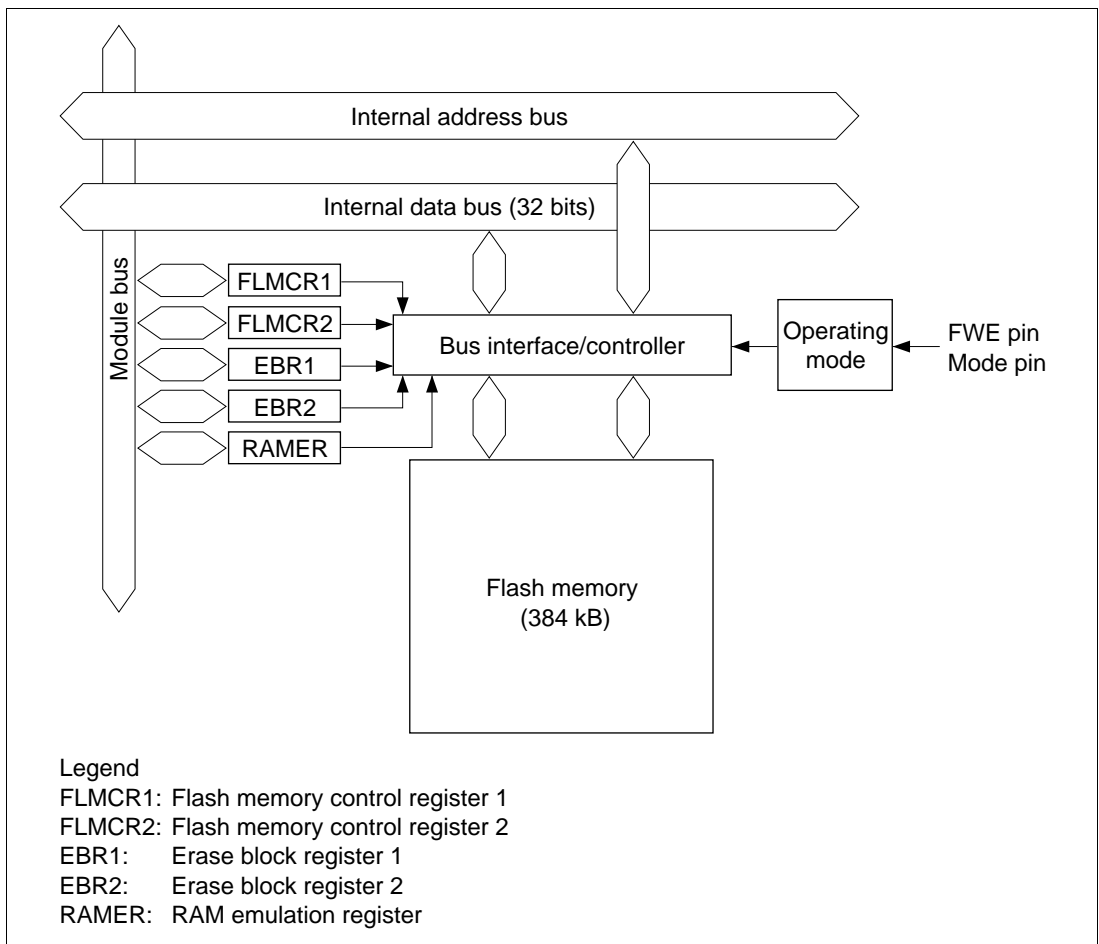 Internal address bus
Internal data bus (32 bits)
Module bus
FLMCR1
FLMCR2
EBR1
EBR2
RAMER
Bus interface/controller
Operating
mode
FWE pin
Mode pin
Flash memory
(384 kB)
Legend
FLMCR1: Flash memory control register 1
FLMCR2: Flash memory control register 2
EBR1: Erase block register 1
EBR2: Erase block register 2
RAMER: RAM emulation register